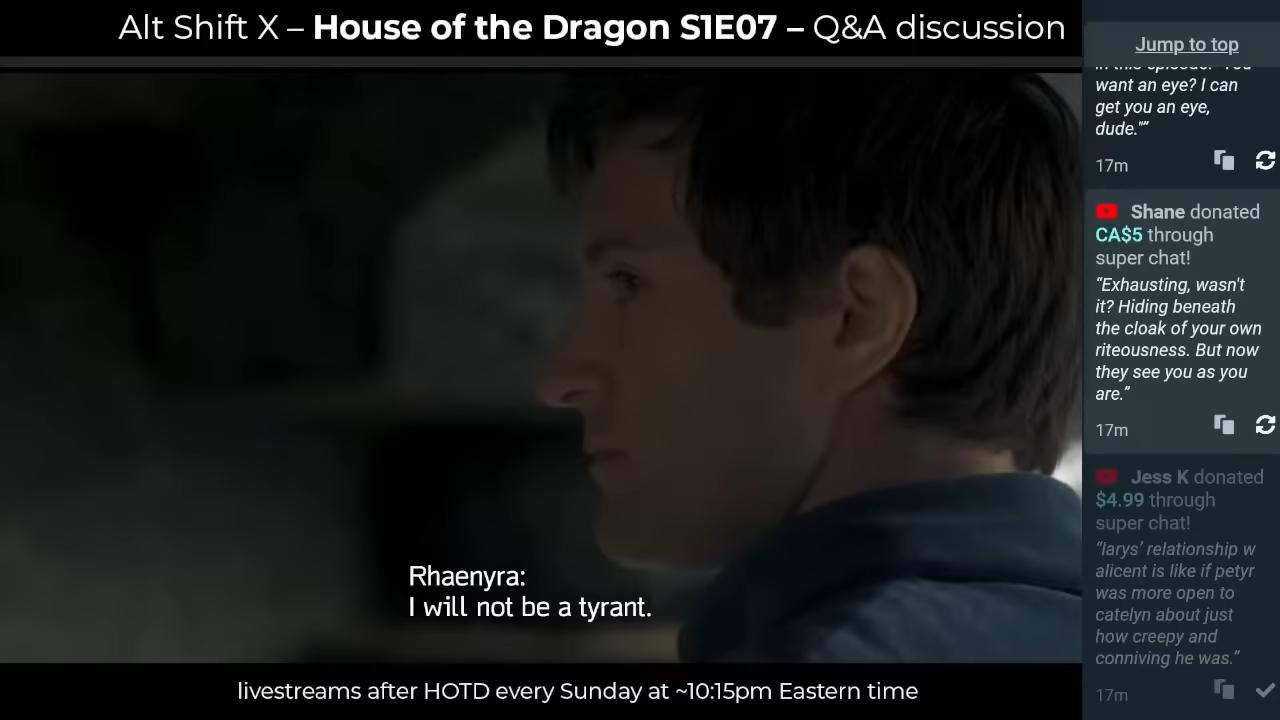 Alt Shift X – House of the Dragon S1E07 – Q&A discussion
Rhaenyra:
I will not be a tyrant.
livestreams after HOTD every Sunday at ~10:15pm Eastern time
Jump to top
want an eye? I can
get you an eye,
dude."”
17m
Shane donated
CA$5 through
super chat!
“Exhausting, wasn't
it? Hiding beneath
the cloak of your own
riteousness. But now
they see you as you
are.”
17m
Jess K donated
$4.99 through
super chat!
“larys’ relationship w
alicent is like if petyr
was more open to
catelyn about just
how creepy and
conniving he was.”
17m